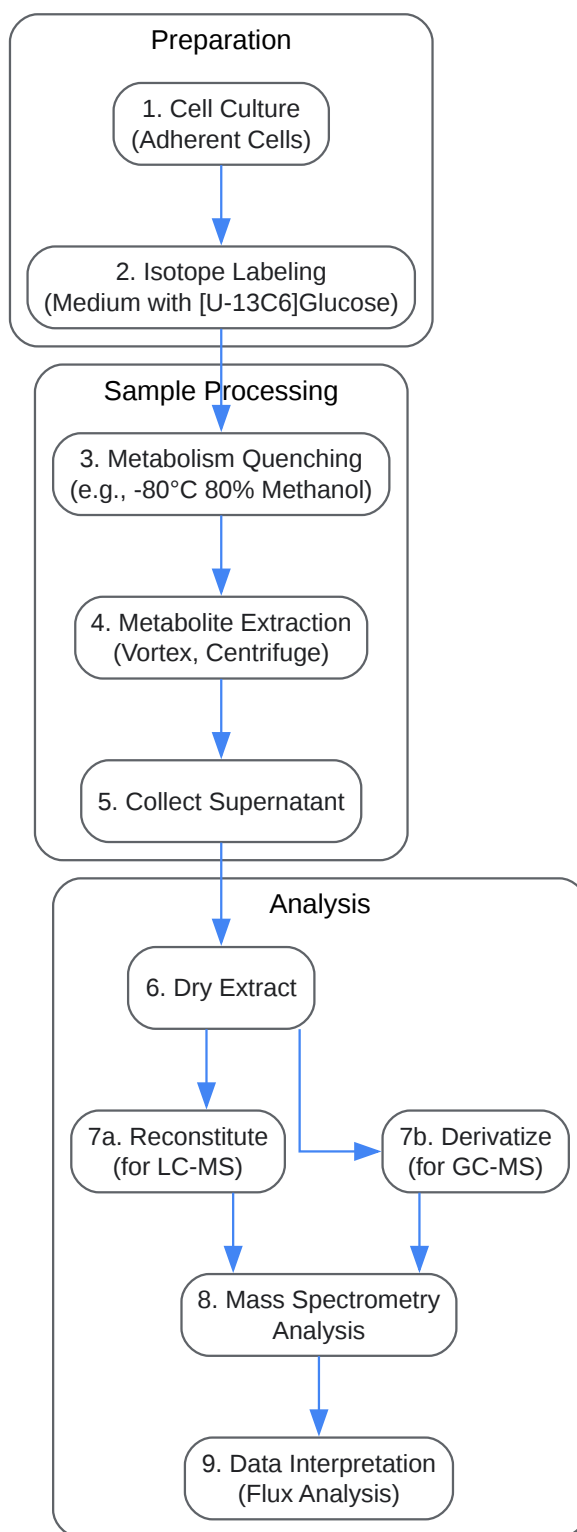 Preparation
1. Cell Culture
(Adherent Cells)
2. Isotope Labeling
(Medium with [U-13C6]Glucose)
Sample Processing
3. Metabolism Quenching
(e.g., -80°C 80% Methanol)
4. Metabolite Extraction
(Vortex, Centrifuge)
5. Collect Supernatant
Analysis
6. Dry Extract
7a. Reconstitute
(for LC-MS)
7b. Derivatize
(for GC-MS)
8. Mass Spectrometry
Analysis
9. Data Interpretation
(Flux Analysis)